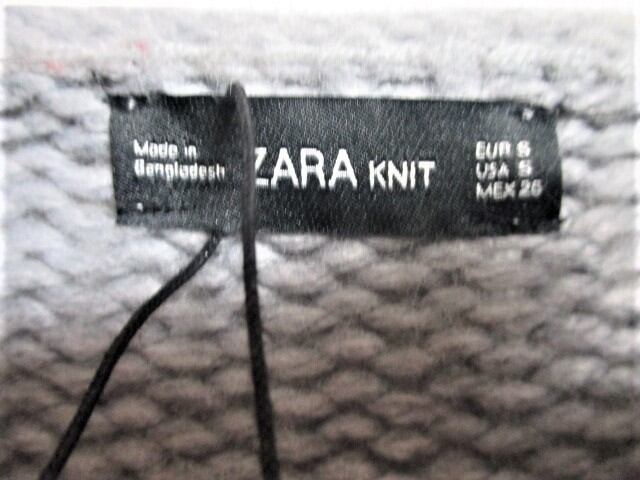 Made in
Bangladesh
ZARA KNIT
EUR S
USA S
MEX 26